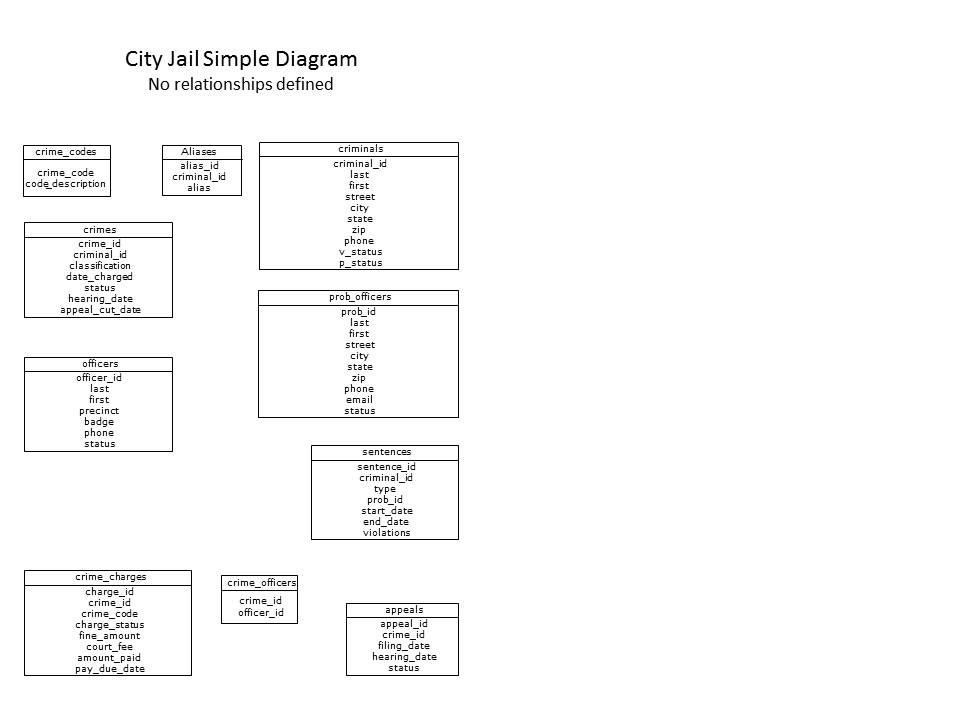 City Jail Simple Diagram
No relationships defined
crime_codes
crime_code
code_description
Aliases
alias_id
criminal_id
alias
criminals
criminal_id
last
first
street
city
state
zip
phone
v_status
p_status
crimes
crime_id
criminal_id
classification
date_charged
status
hearing_date
appeal_cut_date
prob_officers
prob_id
last
first
street
city
state
zip
phone
email
status
officers
officer_id
last
first
precinct
badge
phone
status
sentences
sentence_id
criminal_id
type
prob_id
start_date
end_date
violations
crime_charges
charge_id
crime_id
crime_code
charge_status
fine_amount
court_fee
amount_paid
pay_due_date
crime_officers
crime_id
officer_id
appeals
appeal_id
crime_id
filing_date
hearing_date
status